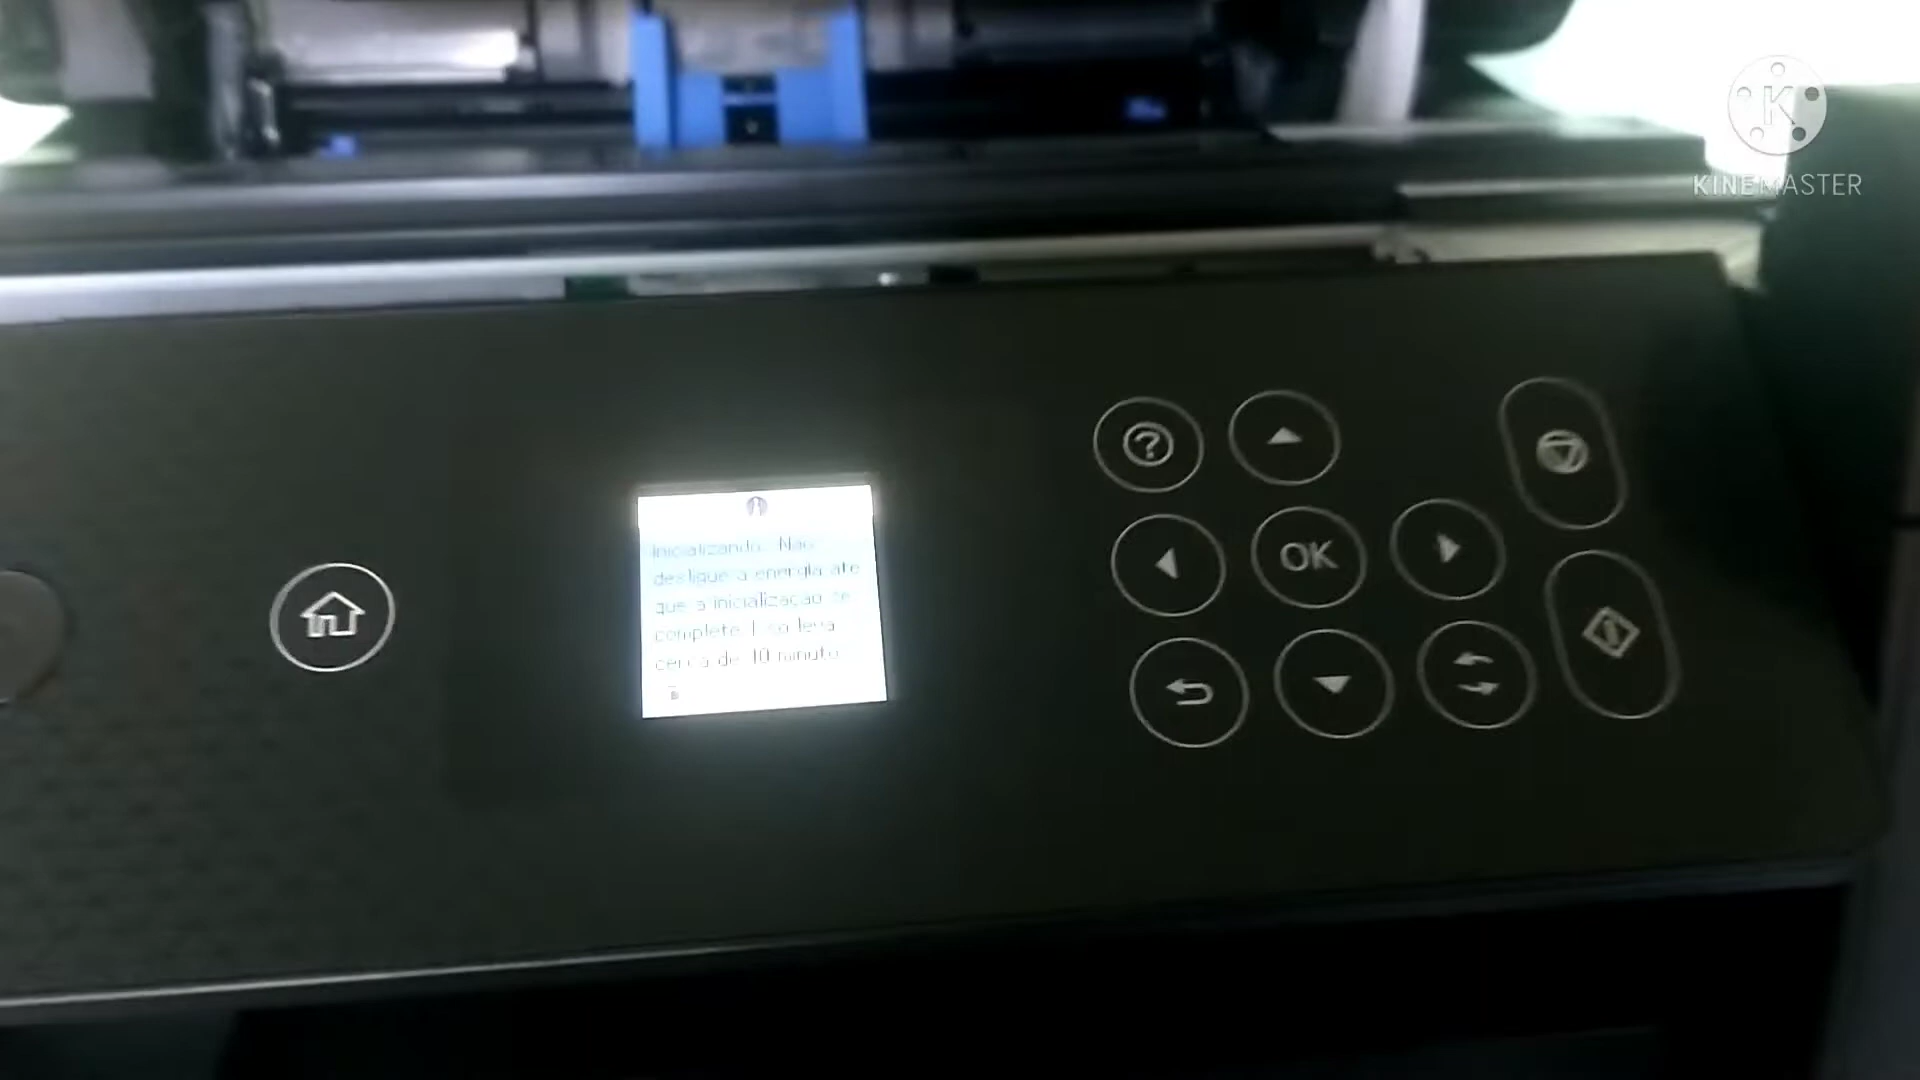 KINEMASTER
Inicializando. Não
desligue a energia até
que a inicialização se
complete. Isso leva
cerca de 10 minuto
OK